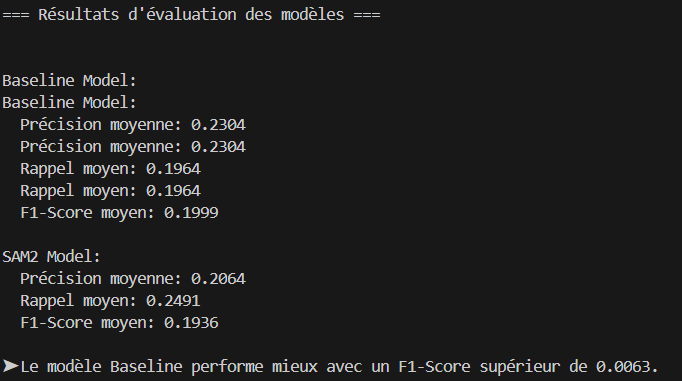 === Résultats d'évaluation des modèles ===
Baseline Model:
Baseline Model:
Précision moyenne: 0.2304
Précision moyenne: 0.2304
Rappel moyen: 0.1964
Rappel moyen: 0.1964
F1-Score moyen: 0.1999
SAM2 Model:
Précision moyenne: 0.2064
Rappel moyen: 0.2491
F1-Score moyen: 0.1936
➤Le modèle Baseline performe mieux avec un F1-Score supérieur de 0.0063.